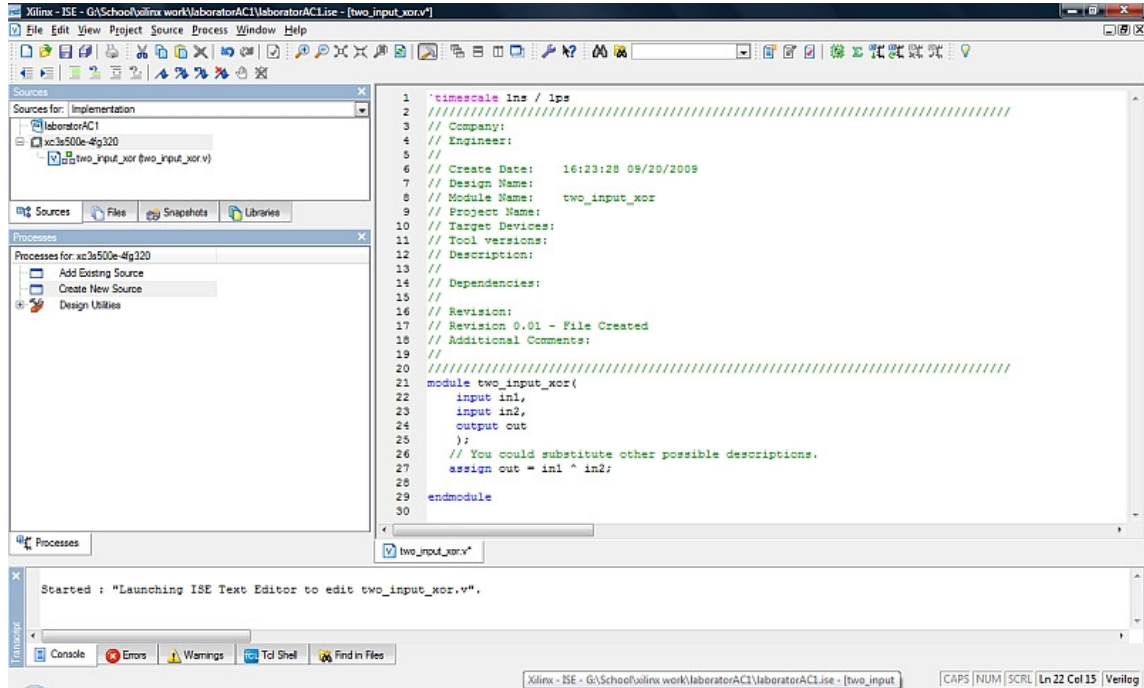 Xilinx - ISE - G:\School\xilinx work\laboratorAC1\laboratorAC1.ise - [two_input_xor.v*]
File Edit View Project Source Process Window Help
Sources
Sources for: Implementation
laboratorAC1
xc3s500e-4fg320
two_input_xor (two_input_xor.v)
Sources Files Snapshots Libraries
Processes
Processes for: xc3s500e-4fg320
Add Existing Source
Create New Source
Design Utilities
Processes
1 `timescale 1ns / 1ps
2 //////////////////////////////////////////////////////////////////////////////////
3 // Company:
4 // Engineer:
5 //
6 // Create Date:    16:23:28 09/20/2009
7 // Design Name:
8 // Module Name:    two_input_xor
9 // Project Name:
10 // Target Devices:
11 // Tool versions:
12 // Description:
13 //
14 // Dependencies:
15 //
16 // Revision:
17 // Revision 0.01 - File Created
18 // Additional Comments:
19 //
20 //////////////////////////////////////////////////////////////////////////////////
21 module two_input_xor(
22     input in1,
23     input in2,
24     output out
25     );
26    // You could substitute other possible descriptions.
27    assign out = in1 ^ in2;
28
29 endmodule
30
two_input_xor.v*
Started : "Launching ISE Text Editor to edit two_input_xor.v".
Transcript
Console Errors Warnings TCL Tcl Shell Find in Files
Xilinx - ISE - G:\School\xilinx work\laboratorAC1\laboratorAC1.ise - [two_input
CAPS NUM SCRL Ln 22 Col 15 Verilog